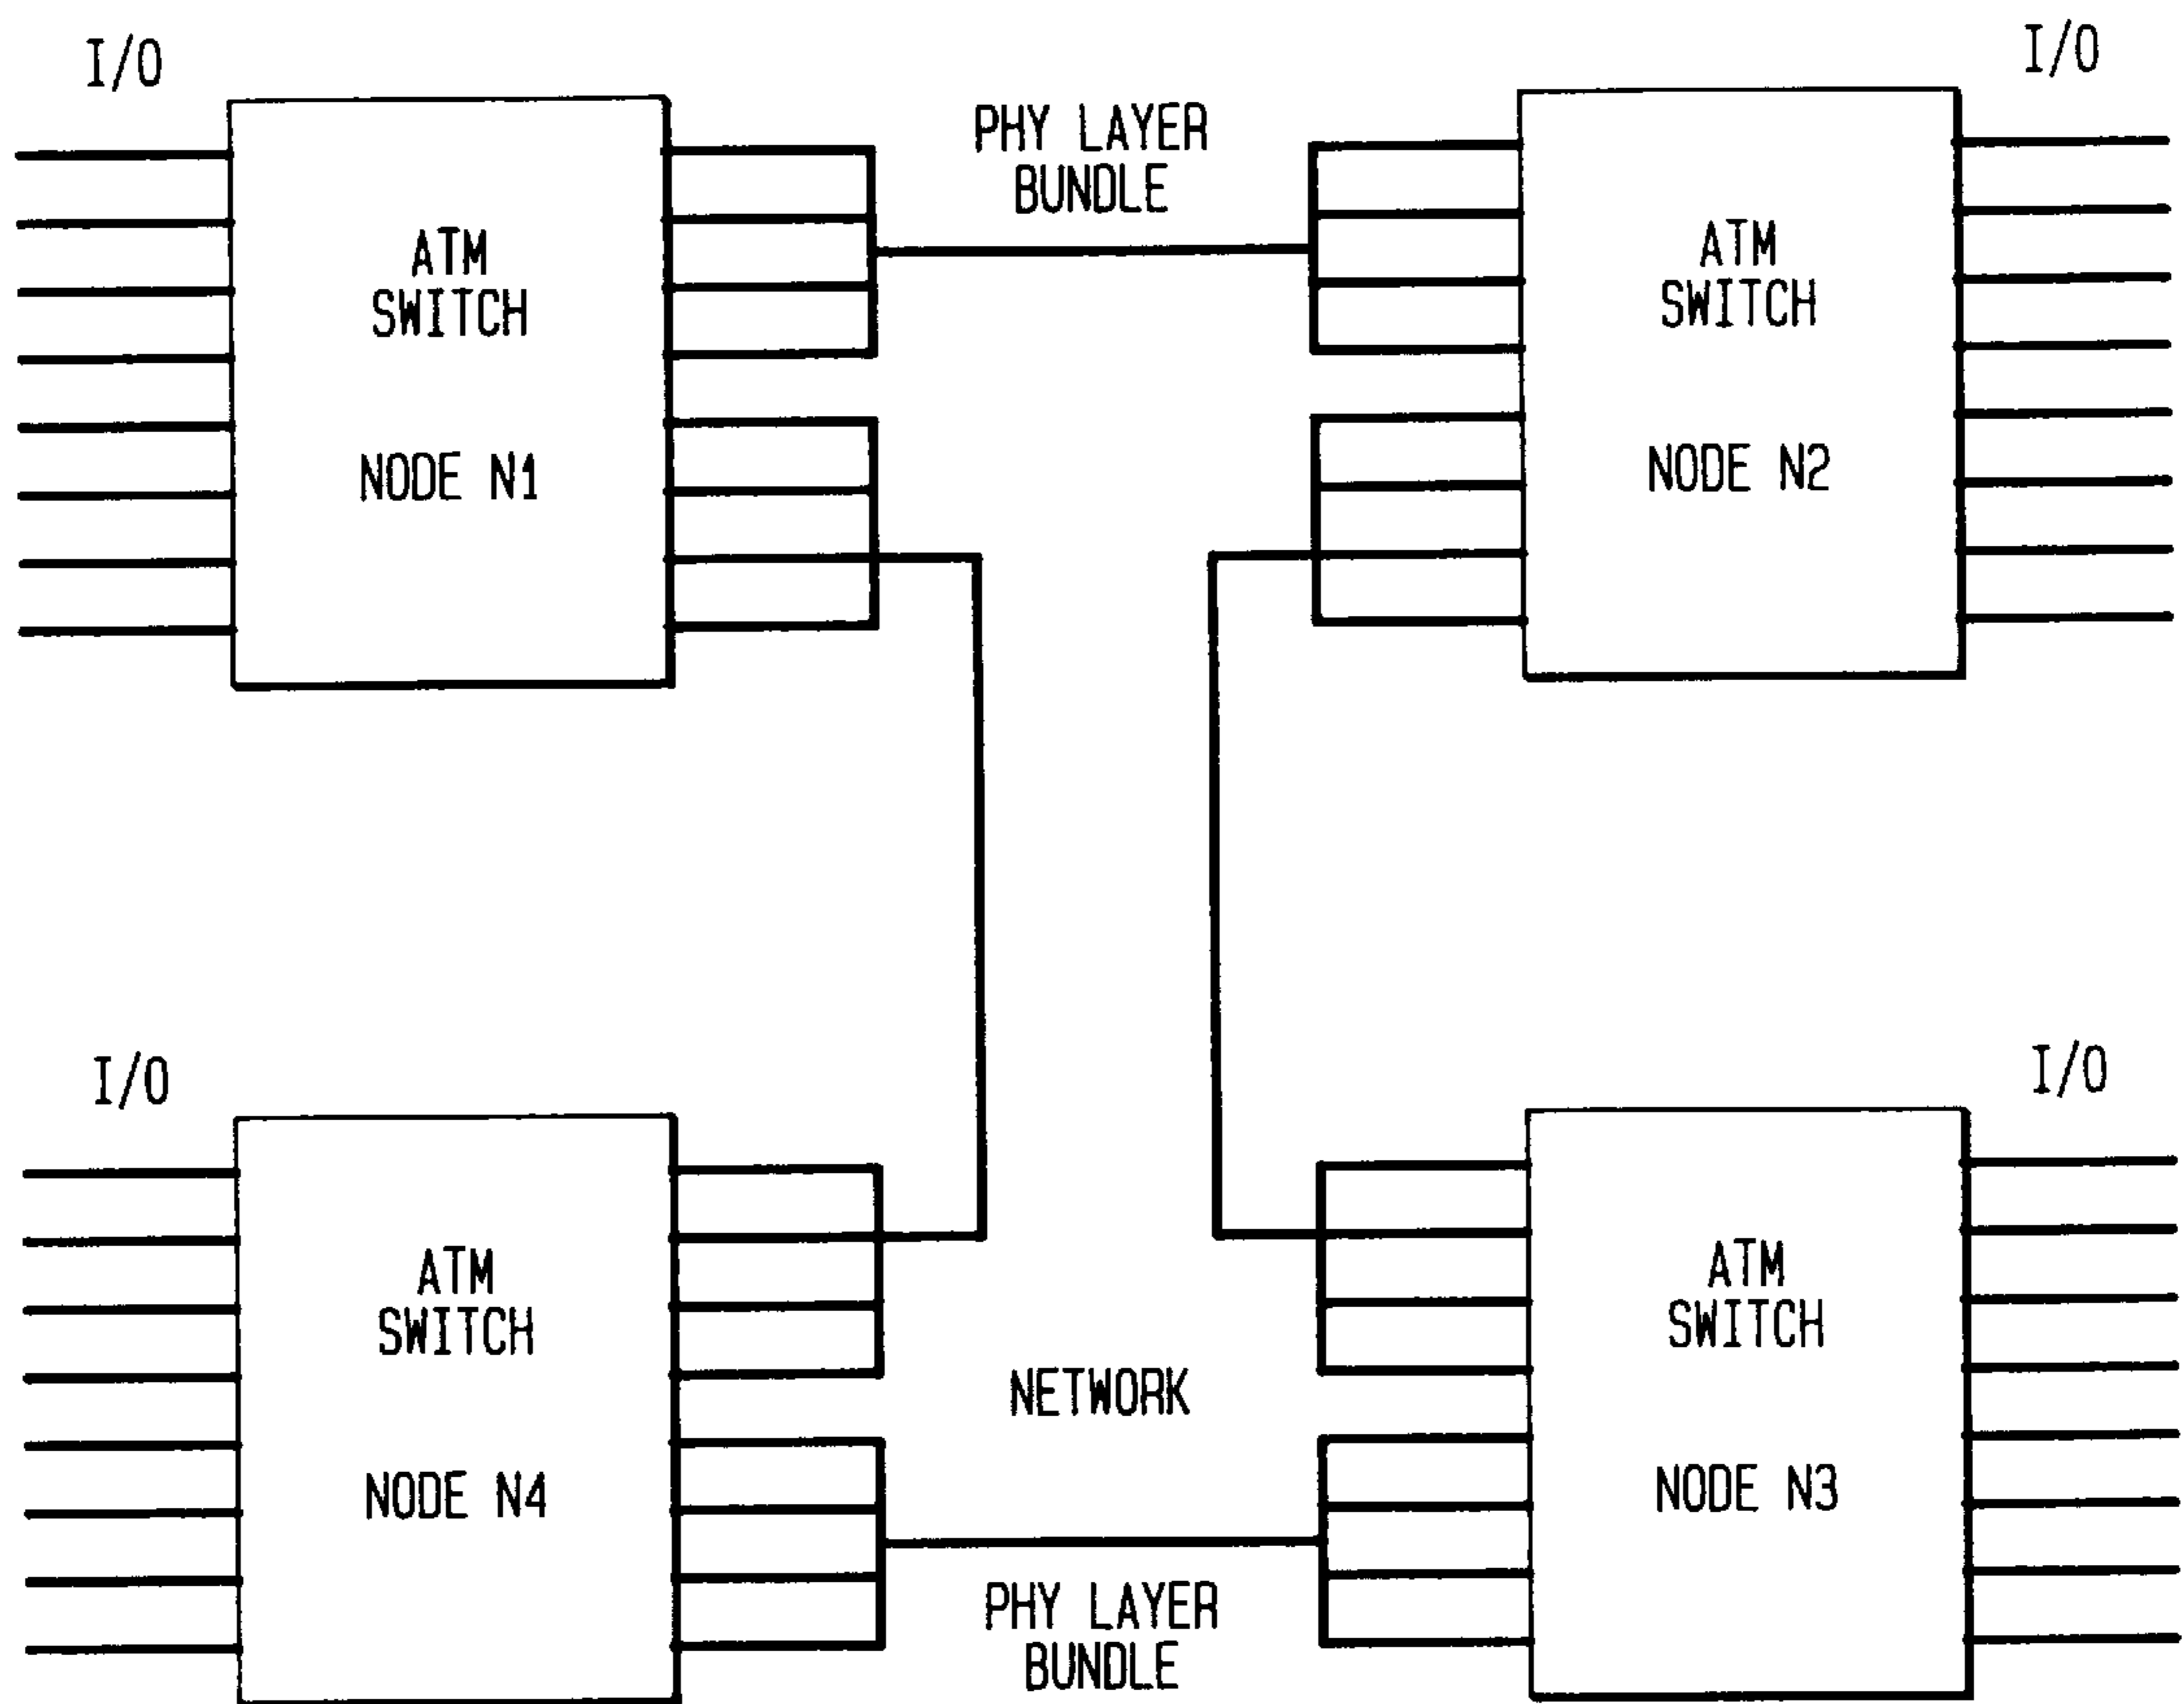 I/O
I/O
PHY LAYER
BUNDLE
ATM
SWITCH
NODE N1
ATM
SWITCH
NODE N2
I/O
I/O
ATM
SWITCH
NODE N4
ATM
SWITCH
NODE N3
NETWORK
PHY LAYER
BUNDLE